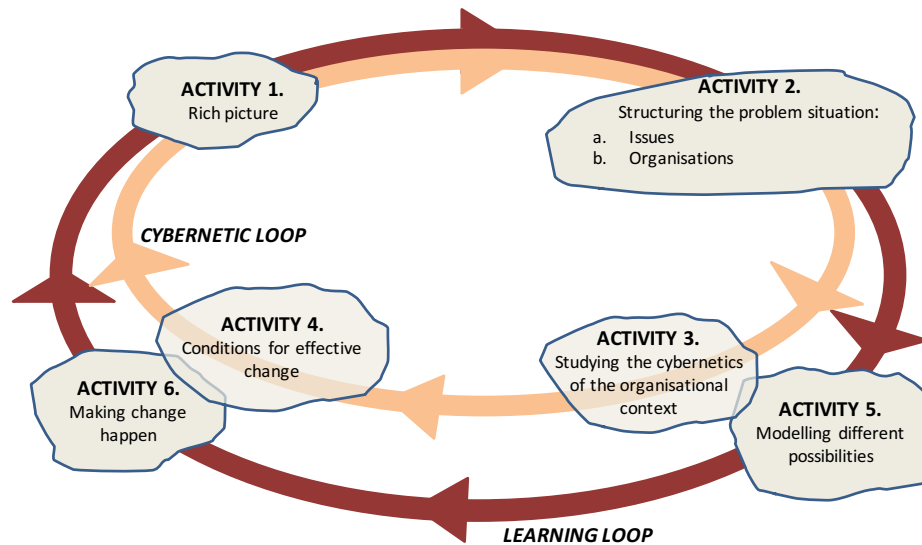 ACTIVITY 1.
Rich picture
ACTIVITY 2.
Structuring the problem situation:
a. Issues
b. Organisations
CYBERNETIC LOOP
ACTIVITY 4.
Conditions for effective
change
ACTIVITY 3.
Studying the cybernetics
of the organisational
context
ACTIVITY 6.
Making change
happen
ACTIVITY 5.
Modelling different
possibilities
LEARNING LOOP